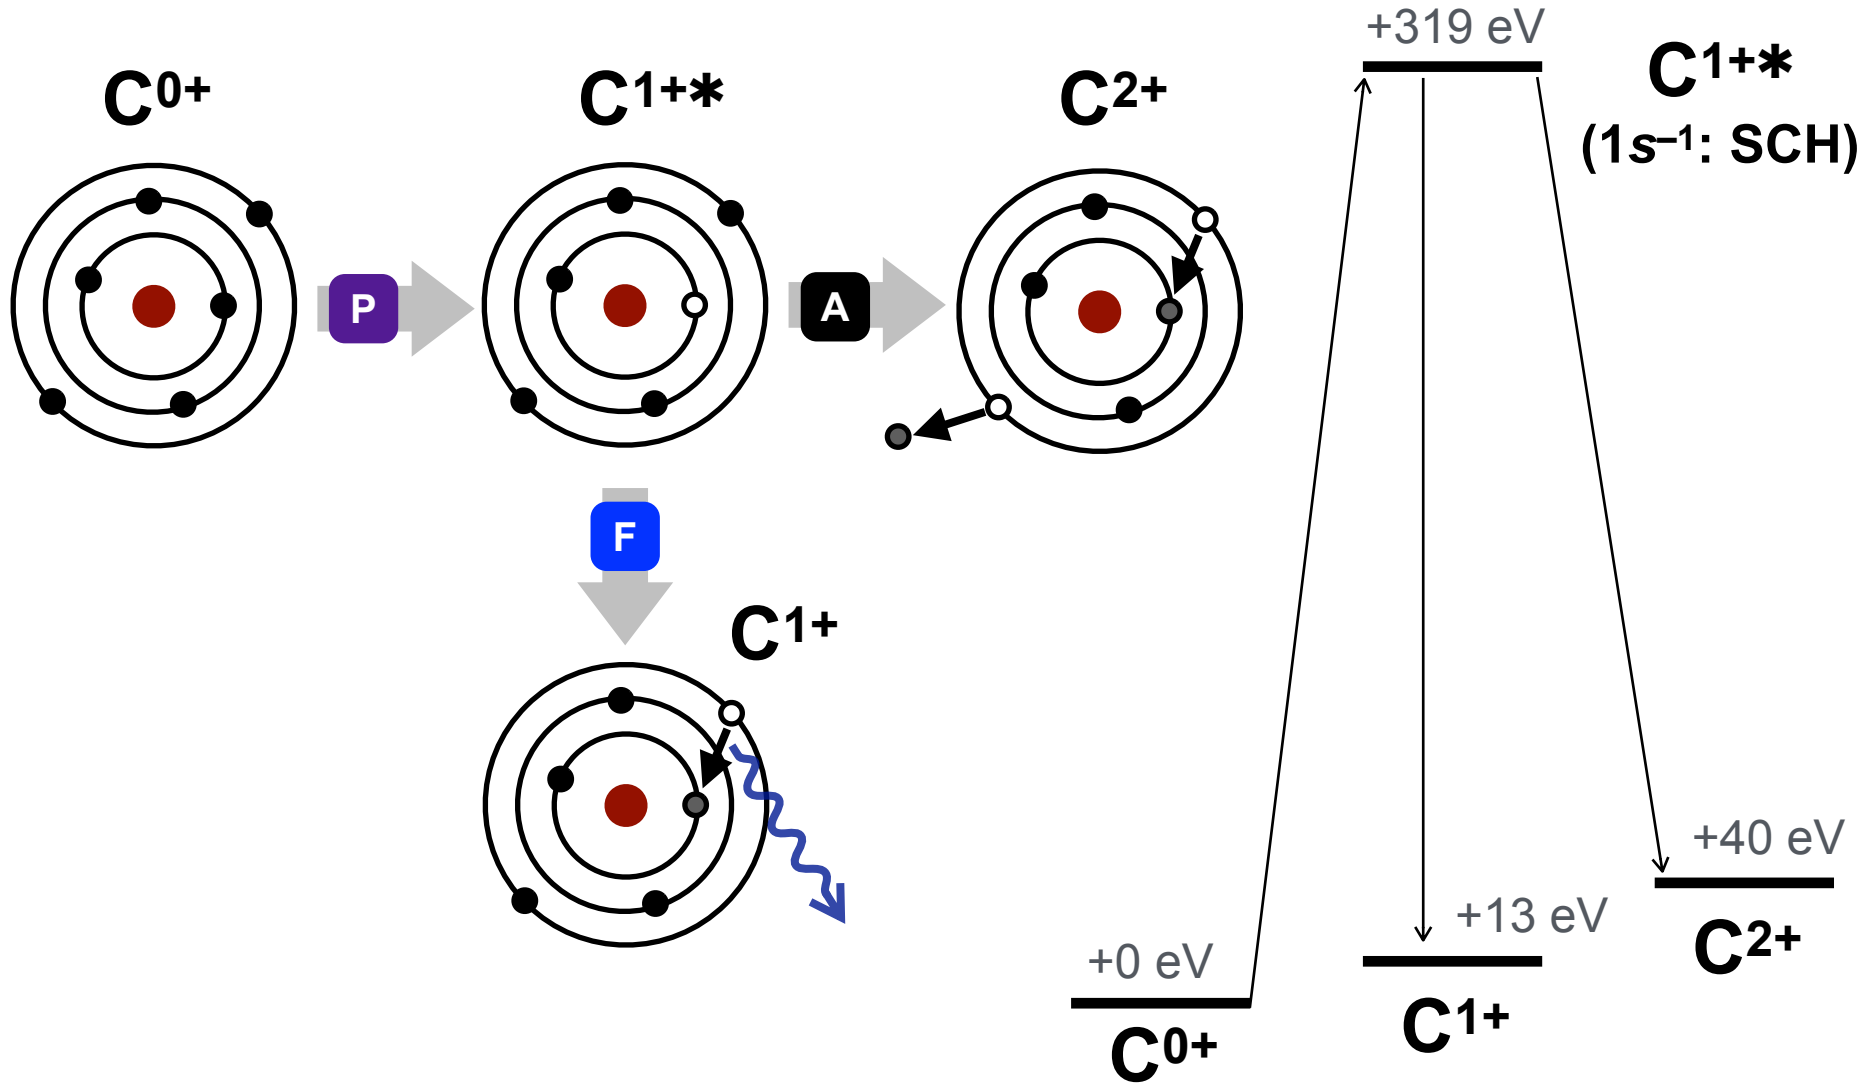 C0+
C1+*
C2+
P
A
F
C1+
+319 eV
C1+*
(1s–1: SCH)
+40 eV
C2+
+13 eV
C1+
+0 eV
C0+